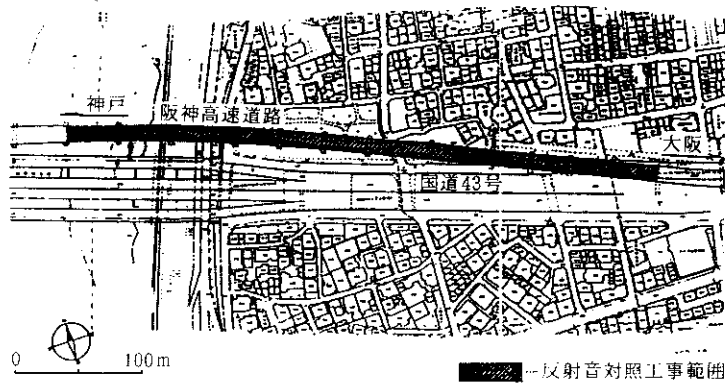 神戸
阪神高速道路
大阪
国道43号
0 100m
反射音対照工事範囲